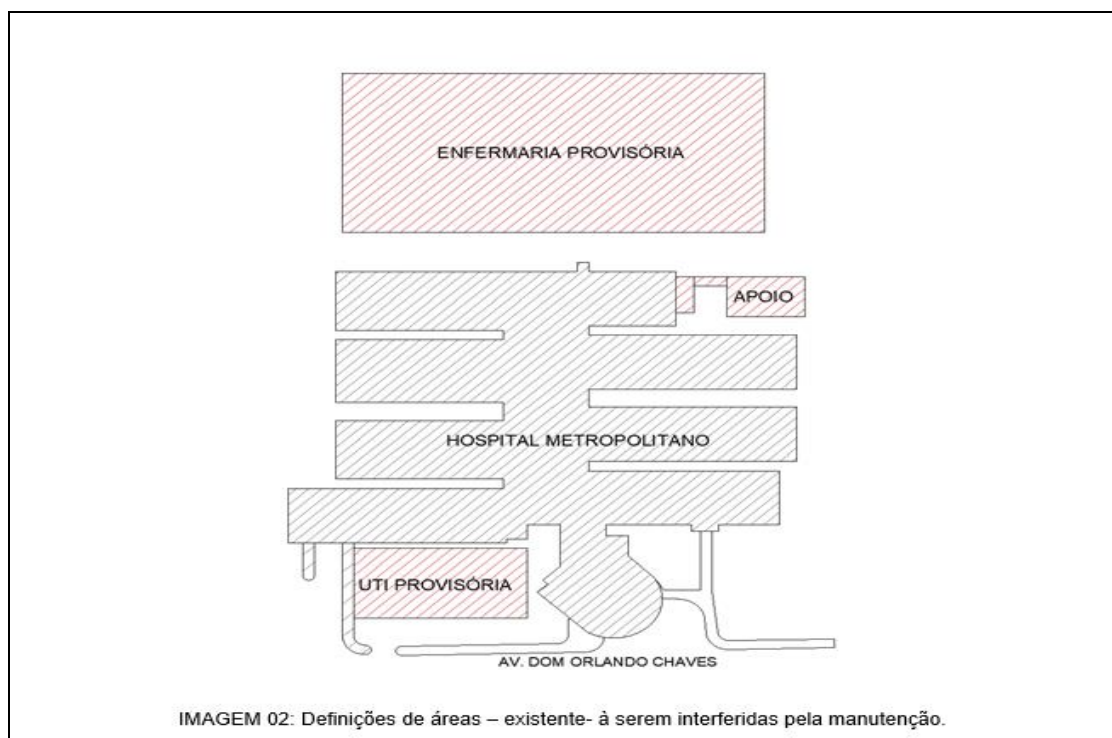 ENFERMARIA PROVISÓRIA
APOIO
HOSPITAL METROPOLITANO
UTI PROVISÓRIA
AV. DOM ORLANDO CHAVES
IMAGEM 02: Definições de áreas – existente- à serem interferidas pela manutenção.